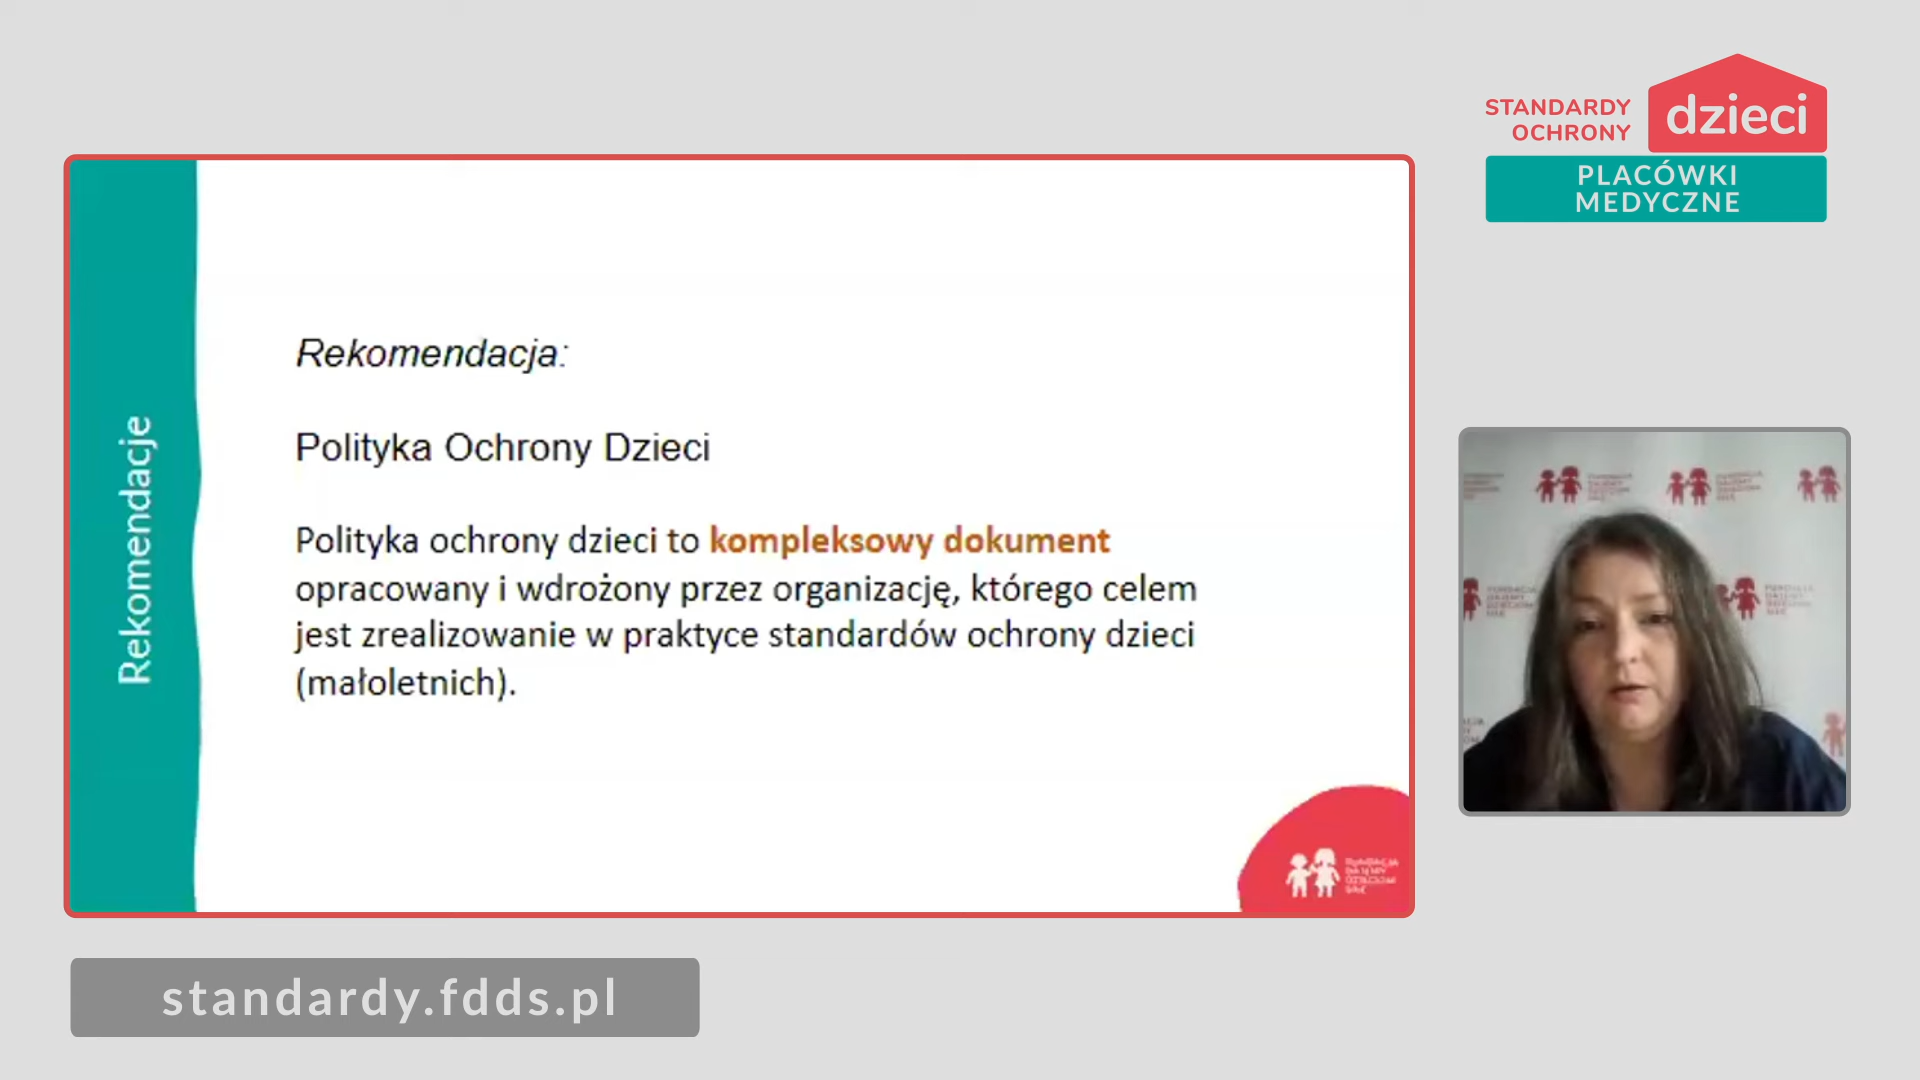 STANDARDY
OCHRONY
dzieci
PLACÓWKI
MEDYCZNE
Rekomendacje
Rekomendacja:
Polityka Ochrony Dzieci
Polityka ochrony dzieci to kompleksowy dokument
opracowany i wdrożony przez organizację, którego celem
jest zrealizowanie w praktyce standardów ochrony dzieci
(małoletnich).
standardy.fdds.pl